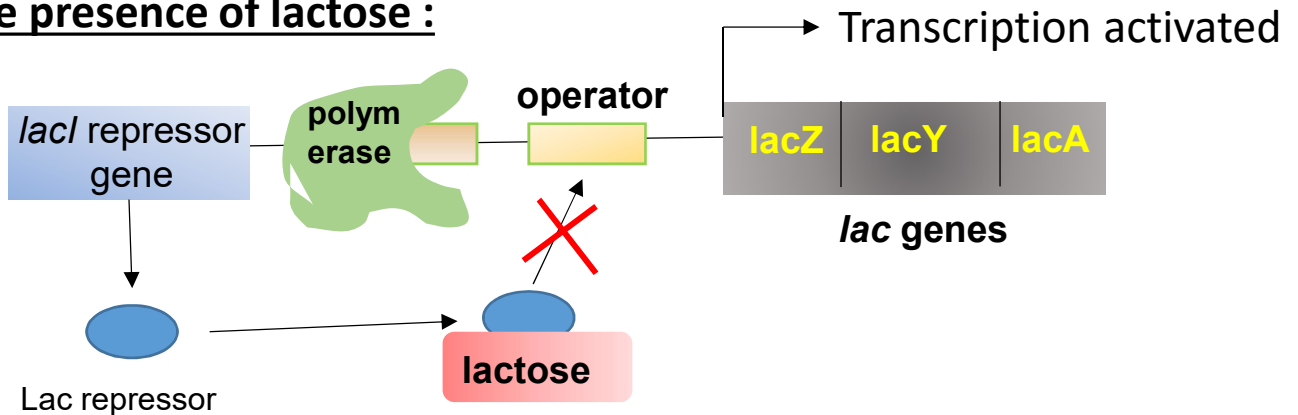 e presence of lactose :
Transcription activated
lacI repressor
gene
polym
erase
operator
lacZ
lacY
lacA
lac genes
lactose
Lac repressor